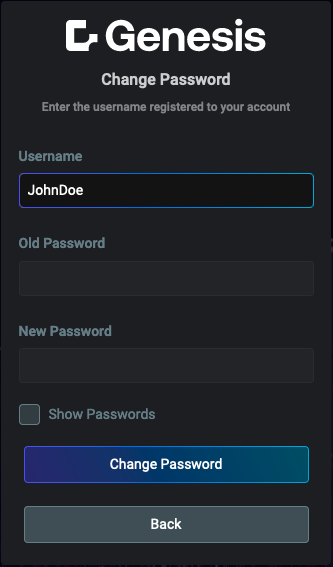 Genesis
Change Password
Enter the username registered to your account
Username
JohnDoe
Old Password
New Password
Show Passwords
Change Password
Back